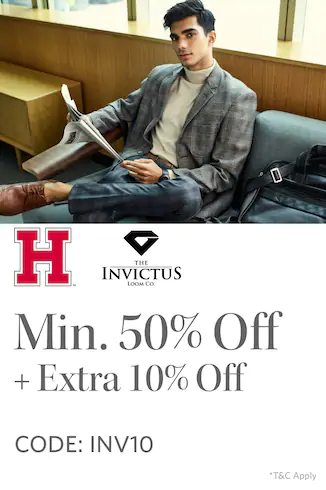 H
THE
INVICTUS
LOOM CO.
Min. 50% Off
+ Extra 10% Off
CODE: INV10
*T&C Apply